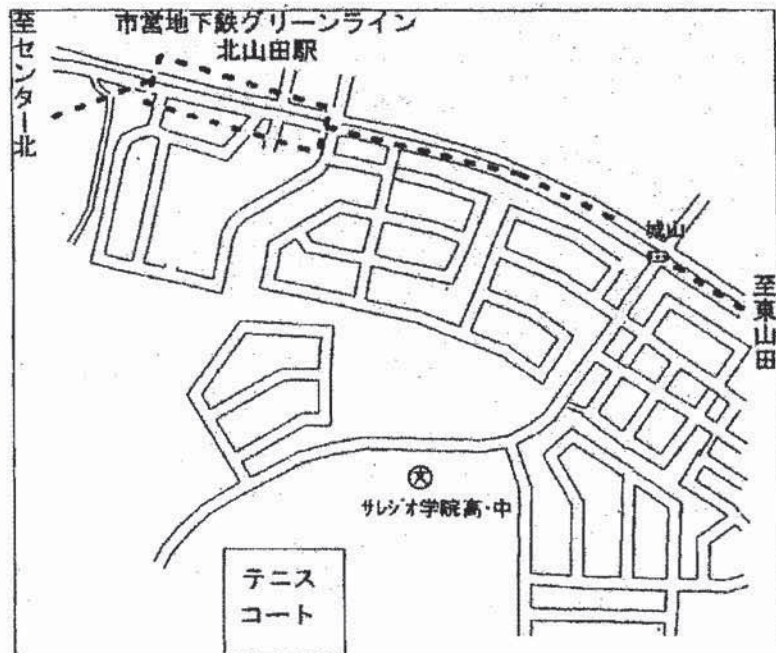 至センター北
市営地下鉄グリーンライン
北山田駅
城山
至東山田
文
サレジオ学院高・中
テニス
コート